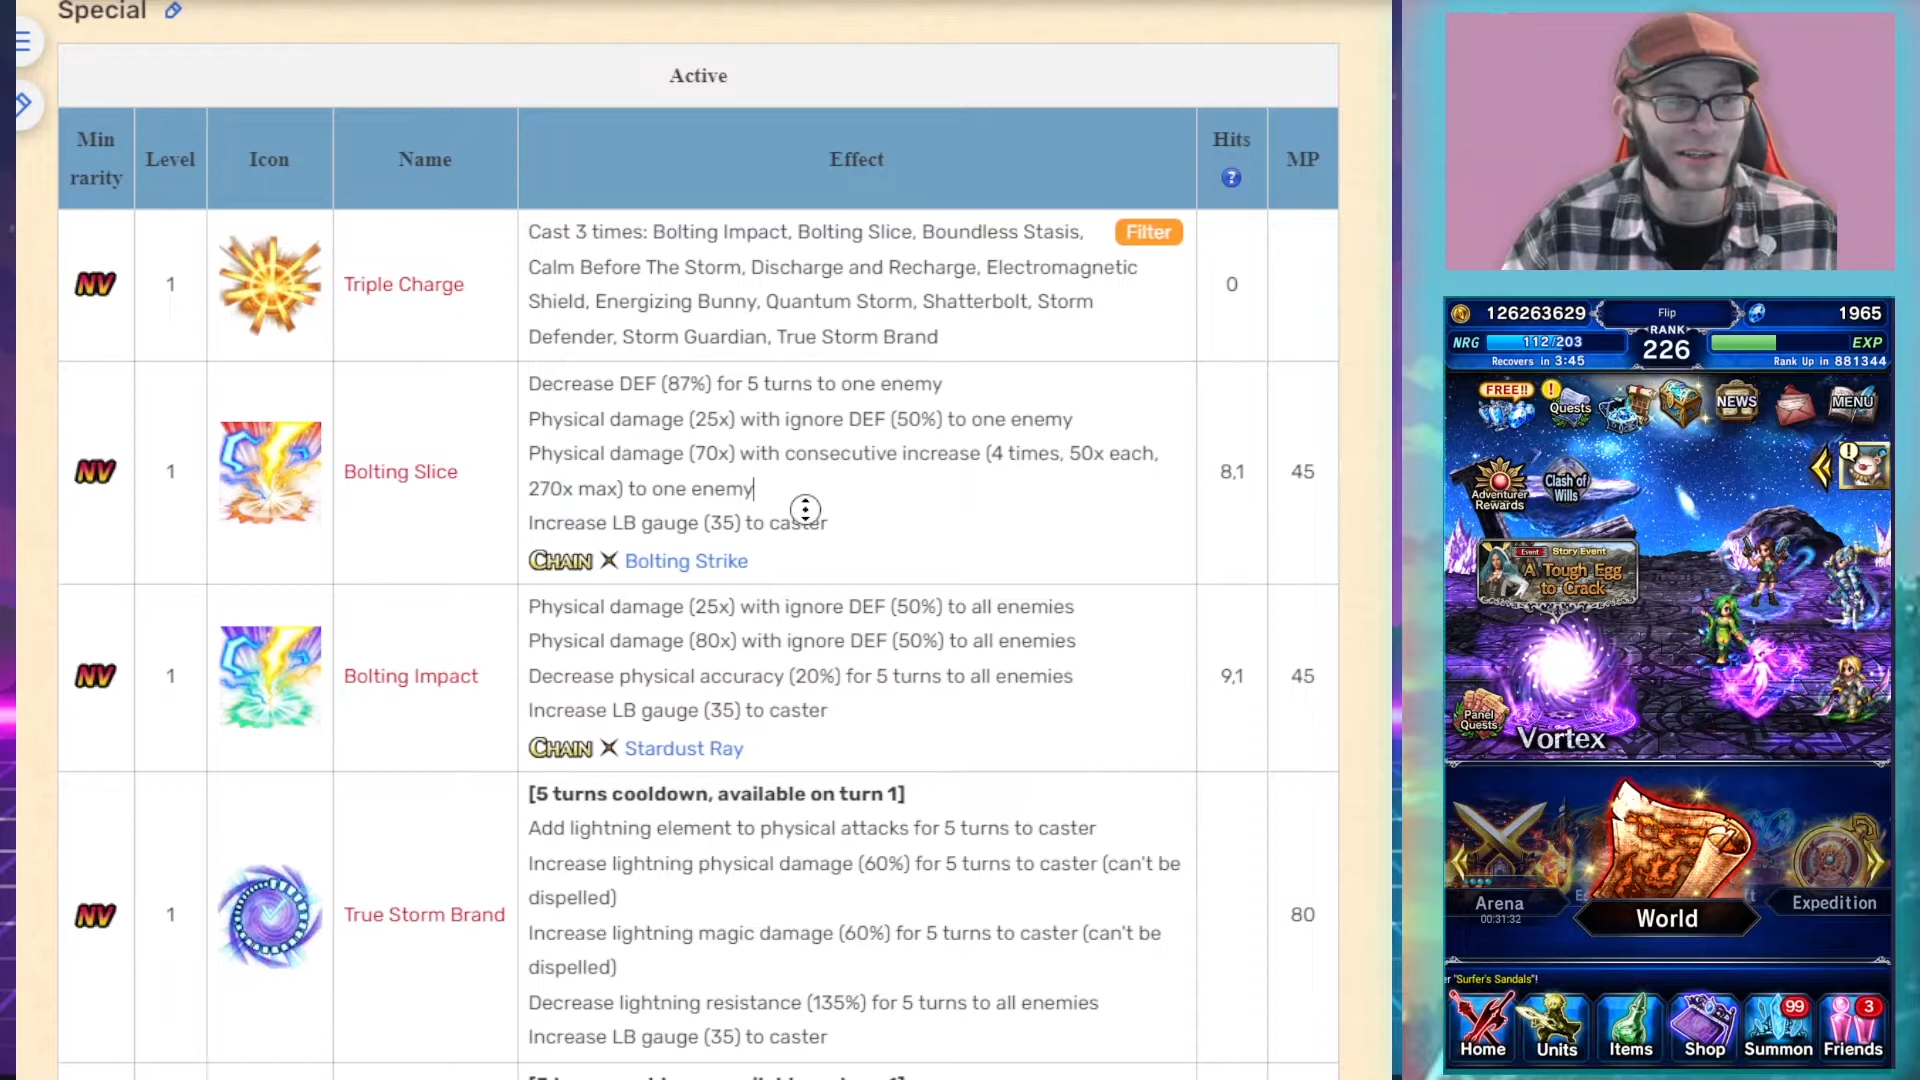 Special
Active
Min rarity
Level
Icon
Name
Effect
Hits
?
MP
NV
1
Triple Charge
Cast 3 times: Bolting Impact, Bolting Slice, Boundless Stasis,
Filter
Calm Before The Storm, Discharge and Recharge, Electromagnetic
Shield, Energizing Bunny, Quantum Storm, Shatterbolt, Storm
Defender, Storm Guardian, True Storm Brand
0
NV
1
Bolting Slice
Decrease DEF (87%) for 5 turns to one enemy
Physical damage (25x) with ignore DEF (50%) to one enemy
Physical damage (70x) with consecutive increase (4 times, 50x each,
270x max) to one enemy
Increase LB gauge (35) to caster
CHAIN Bolting Strike
8,1
45
NV
1
Bolting Impact
Physical damage (25x) with ignore DEF (50%) to all enemies
Physical damage (80x) with ignore DEF (50%) to all enemies
Decrease physical accuracy (20%) for 5 turns to all enemies
Increase LB gauge (35) to caster
CHAIN Stardust Ray
9,1
45
NV
1
True Storm Brand
[5 turns cooldown, available on turn 1]
Add lightning element to physical attacks for 5 turns to caster
Increase lightning physical damage (60%) for 5 turns to caster (can't be
dispelled)
Increase lightning magic damage (60%) for 5 turns to caster (can't be
dispelled)
Decrease lightning resistance (135%) for 5 turns to all enemies
Increase LB gauge (35) to caster
80
126263629
Flip
1965
NRG 112/203
RANK
226
EXP
Recovers in 3:45
Rank Up in 881344
FREE!!
Quests
NEWS
MENU
Adventurer
Rewards
Clash of
Wills
Event Story Event
A Tough Egg
to Crack
Panel
Quests
Vortex
Arena
00:31:32
World
Expedition
er "Surfer's Sandals"!
Home
Units
Items
Shop
99
Summon
3
Friends